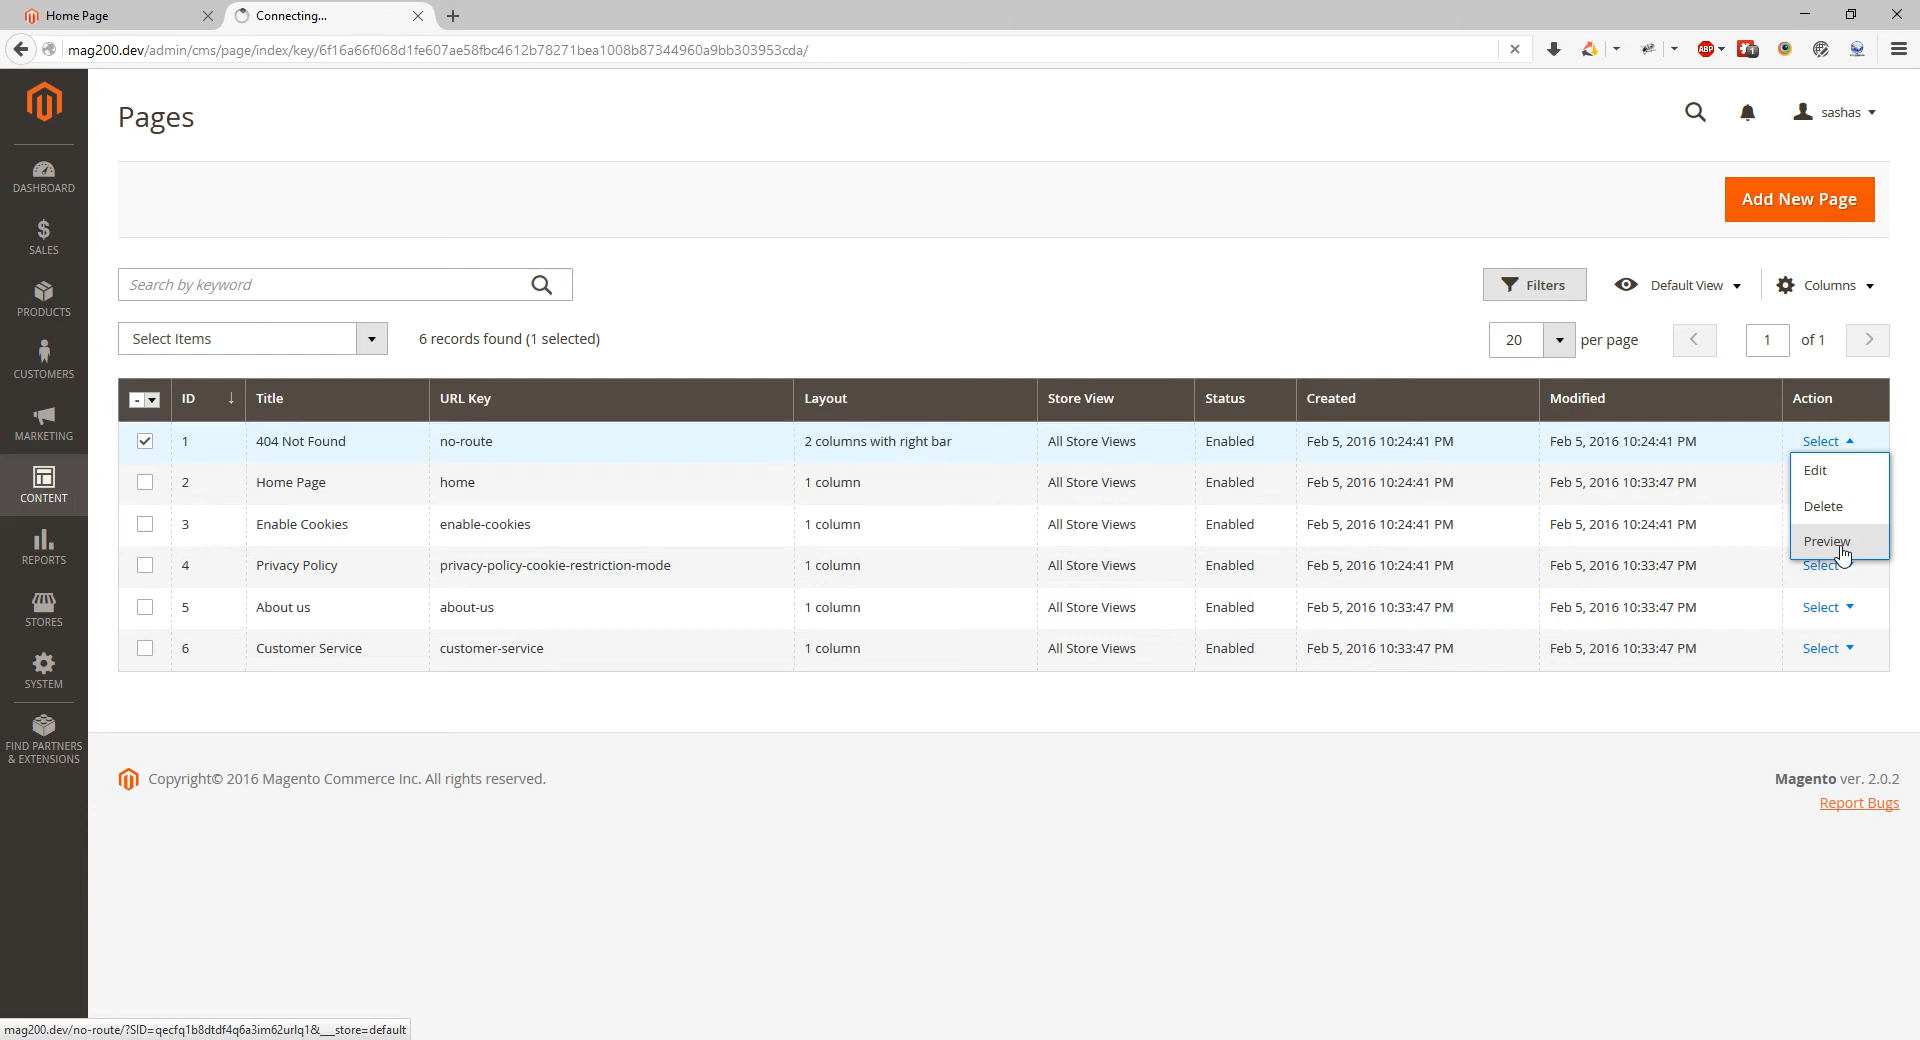 Home Page
Connecting...
mag200.dev/admin/cms/page/index/key/6f16a66f068d1fe607ae58fbc4612b78271bea1008b87344960a9bb303953cda/
ABP
1
Pages
sashas
Add New Page
DASHBOARD
$
SALES
PRODUCTS
CUSTOMERS
MARKETING
CONTENT
REPORTS
STORES
SYSTEM
FIND PARTNERS
& EXTENSIONS
Search by keyword
Filters
Default View
Columns
Select Items
6 records found (1 selected)
20 per page
1 of 1
ID ↓ Title URL Key Layout Store View Status Created Modified Action
1 404 Not Found no-route 2 columns with right bar All Store Views Enabled Feb 5, 2016 10:24:41 PM Feb 5, 2016 10:24:41 PM Select
2 Home Page home 1 column All Store Views Enabled Feb 5, 2016 10:24:41 PM Feb 5, 2016 10:33:47 PM
3 Enable Cookies enable-cookies 1 column All Store Views Enabled Feb 5, 2016 10:24:41 PM Feb 5, 2016 10:24:41 PM
4 Privacy Policy privacy-policy-cookie-restriction-mode 1 column All Store Views Enabled Feb 5, 2016 10:24:41 PM Feb 5, 2016 10:33:47 PM Select
5 About us about-us 1 column All Store Views Enabled Feb 5, 2016 10:33:47 PM Feb 5, 2016 10:33:47 PM Select
6 Customer Service customer-service 1 column All Store Views Enabled Feb 5, 2016 10:33:47 PM Feb 5, 2016 10:33:47 PM Select
Edit
Delete
Preview
Copyright© 2016 Magento Commerce Inc. All rights reserved.
Magento ver. 2.0.2
Report Bugs
mag200.dev/no-route/?SID=qecfq1b8dtdf4q6a3im62urlq1&___store=default